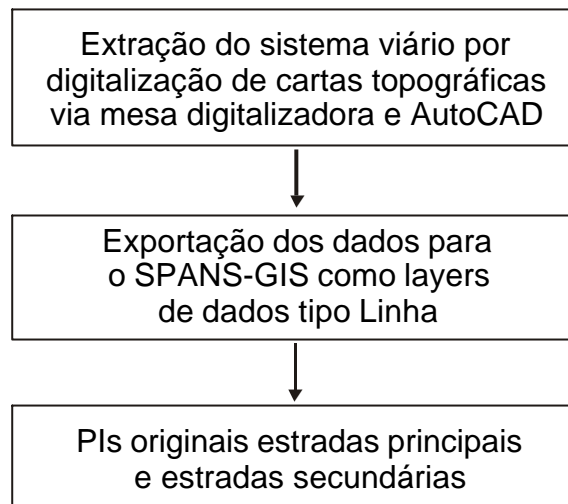 Extração do sistema viário por
digitalização de cartas topográficas
via mesa digitalizadora e AutoCAD
Exportação dos dados para
o SPANS-GIS como layers
de dados tipo Linha
PIs originais estradas principais
e estradas secundárias